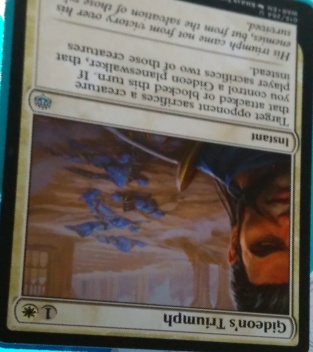 Gideon's Triumph
1
Instant
Target opponent sacrifices a creature
that attacked or blocked this turn. If
you control a Gideon planeswalker, that
player sacrifices two of those creatures
instead.
His triumph came not from victory over his
enemies, but from the salvation of those
survived.